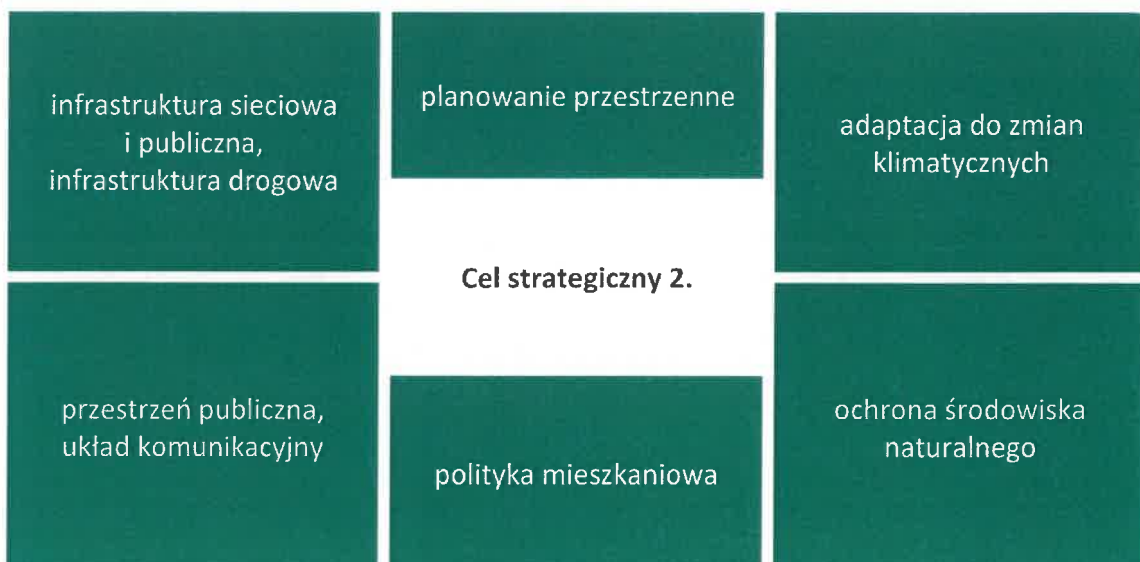 infrastruktura sieciowa
i publiczna,
infrastruktura drogowa
planowanie przestrzenne
adaptacja do zmian
klimatycznych
Cel strategiczny 2.
przestrzeń publiczna,
układ komunikacyjny
polityka mieszkaniowa
ochrona środowiska
naturalnego